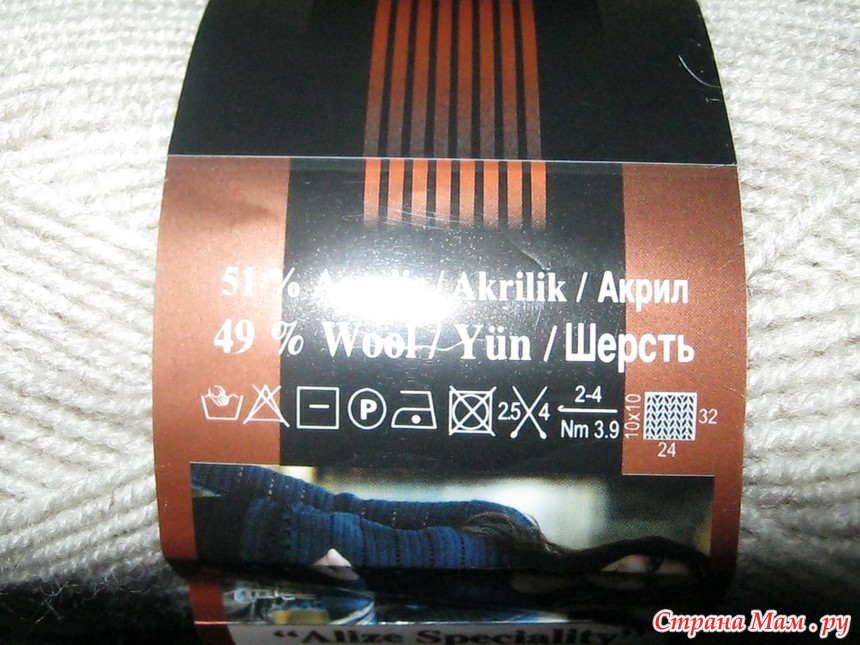 51 % Acrylic / Akrilik / Акрил
49 % Wool / Yün / Шерсть
P 2.5 4 2-4 Nm 3.9 10x10 32
24
"Alize Speciality"
Страна Мам.ру